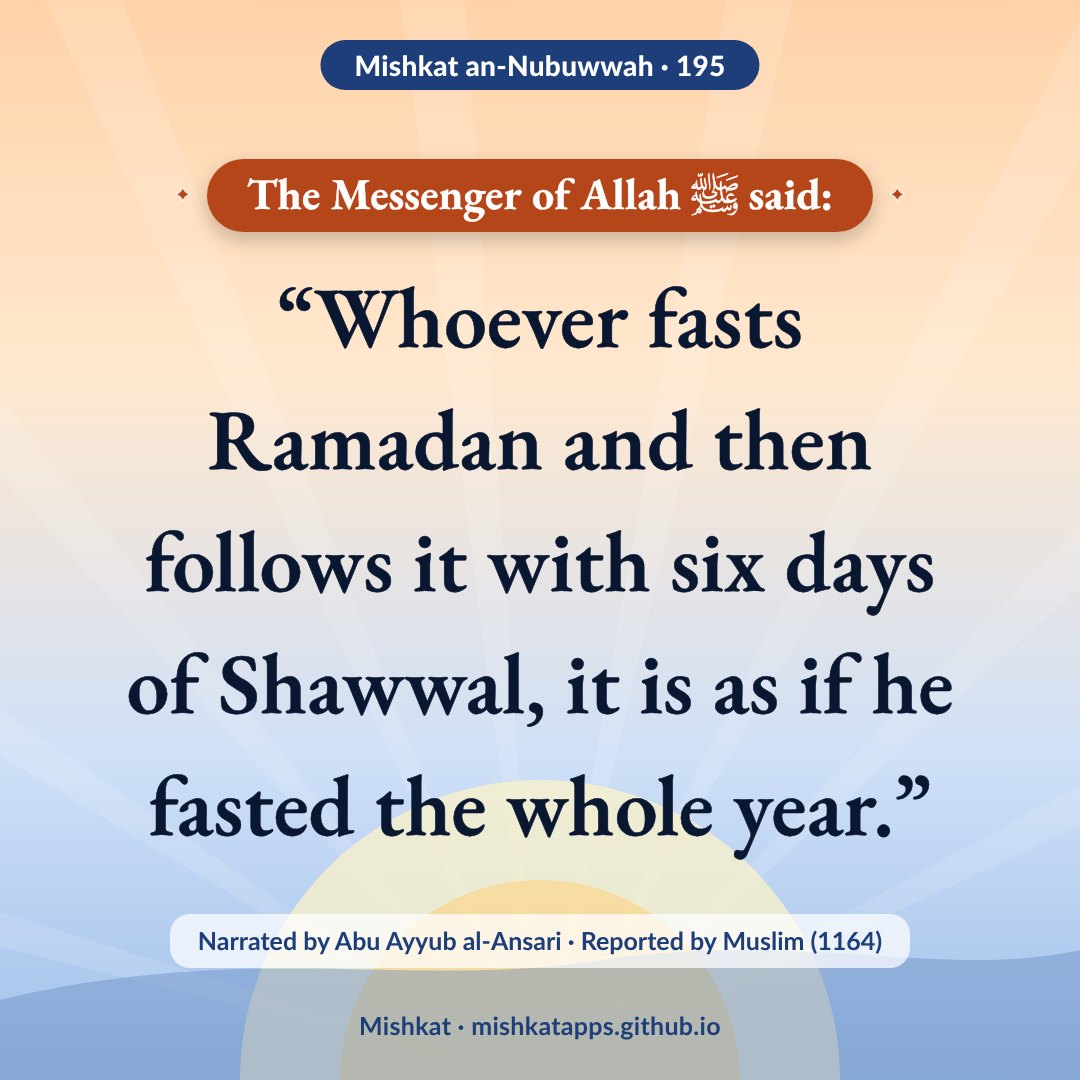 Mishkat an-Nubuwwah · 195
The Messenger of Allah ﷺ said:
“Whoever fasts
Ramadan and then
follows it with six days
of Shawwal, it is as if he
fasted the whole year.”
Narrated by Abu Ayyub al-Ansari · Reported by Muslim (1164)
Mishkat · mishkatapps.github.io